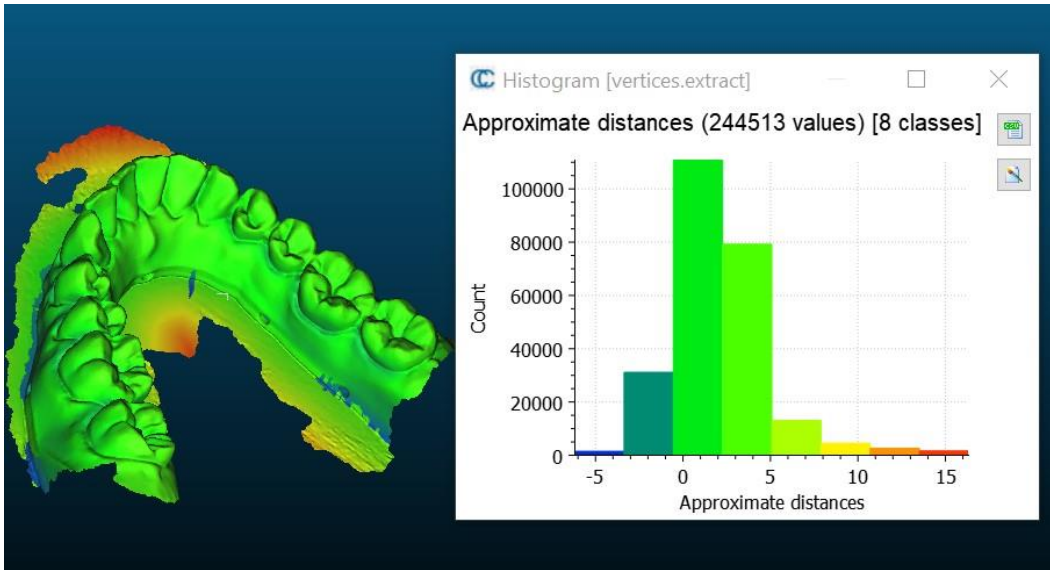 Histogram [vertices.extract]
Approximate distances (244513 values) [8 classes]
100000
80000
60000
40000
20000
0
Count
-5 0 5 10 15
Approximate distances